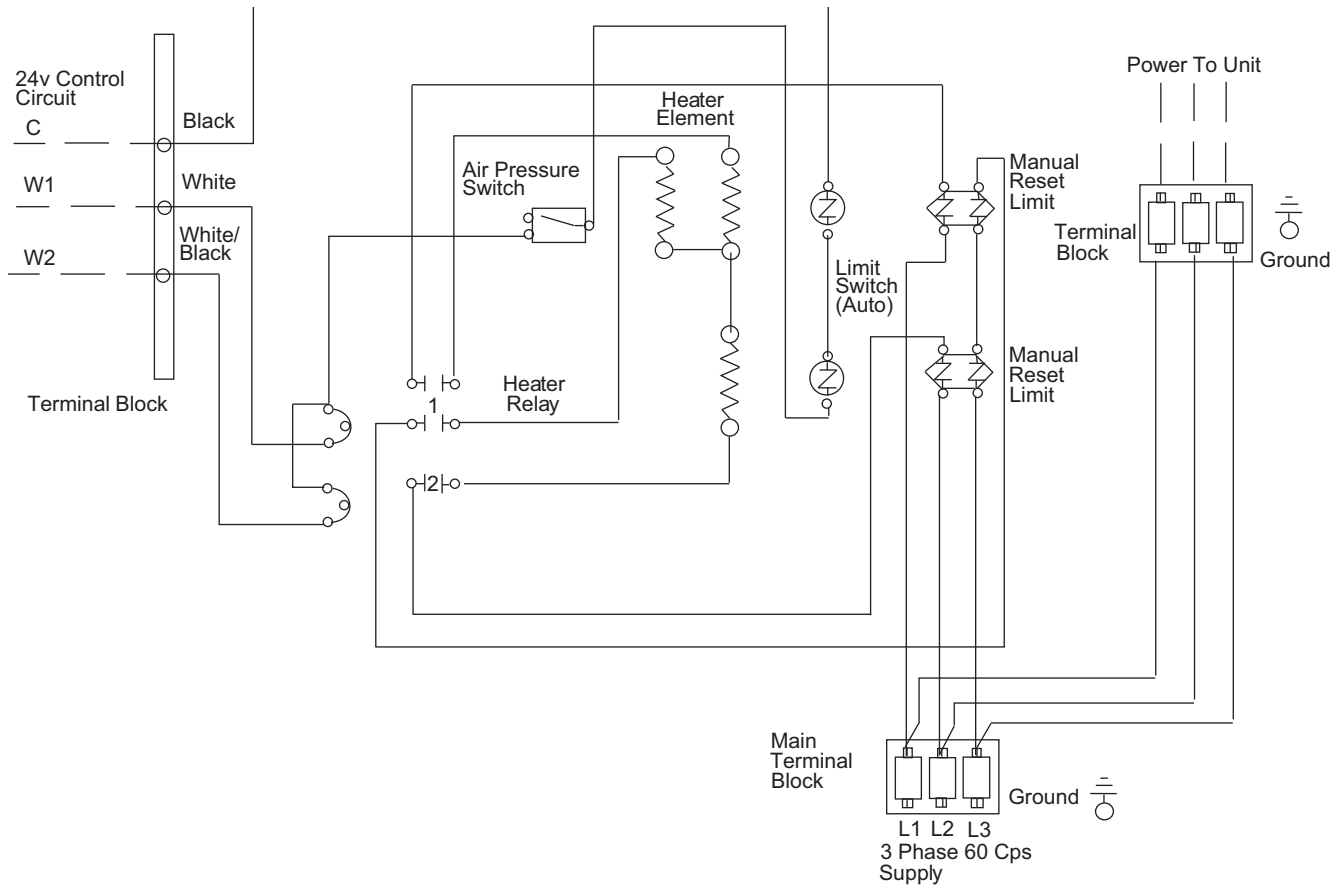 24v Control
Circuit
C
Black
W1
White
White/
Black
W2
Terminal Block
Air Pressure
Switch
Heater
Element
Heater
Relay
1
2
Limit
Switch
(Auto)
Manual
Reset
Limit
Manual
Reset
Limit
Power To Unit
Terminal
Block
Ground
Main
Terminal
Block
Ground
L1 L2 L3
3 Phase 60 Cps
Supply